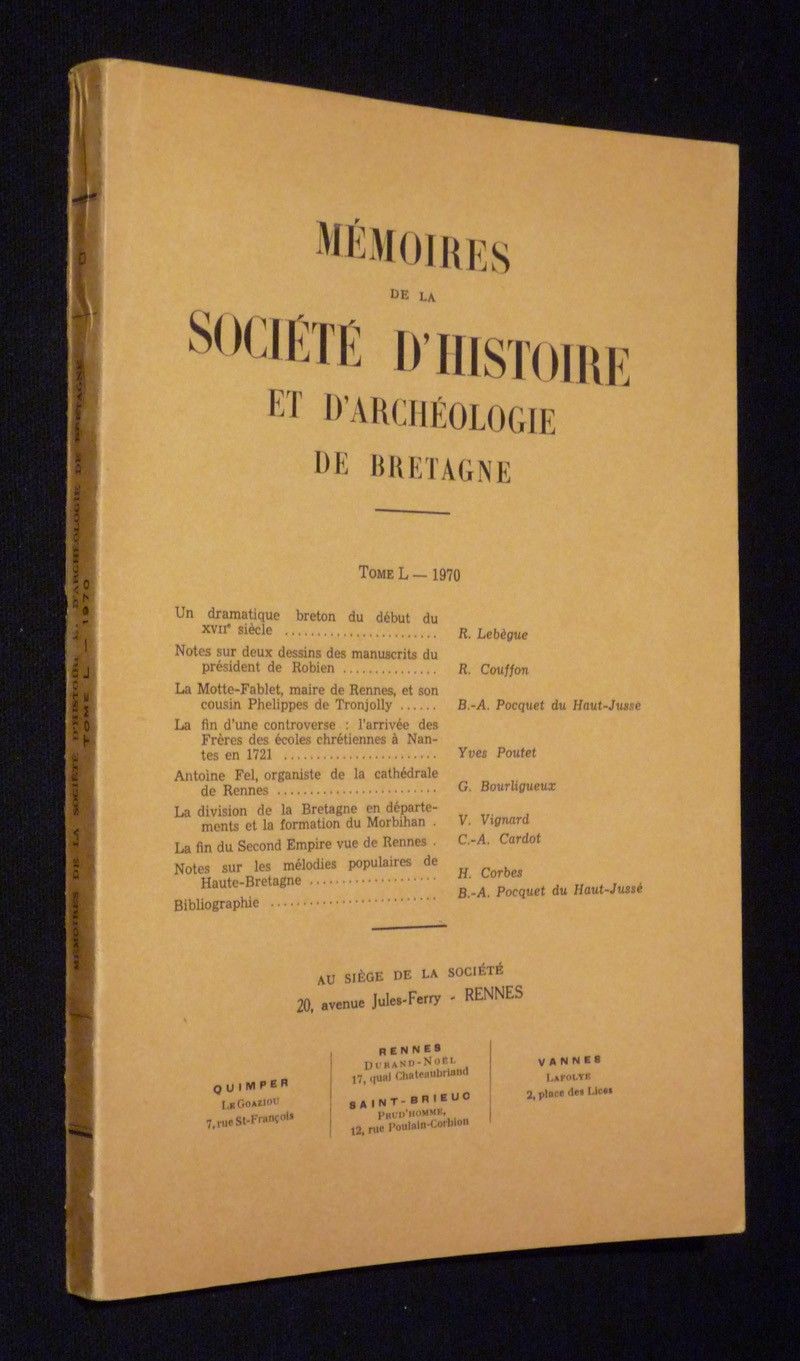 MÉMOIRES
DE LA
SOCIÉTÉ D'HISTOIRE
ET D'ARCHÉOLOGIE
DE BRETAGNE
TOME L — 1970
Un dramatique breton du début du
XVIIe siècle ........................ R. Lebègue
Notes sur deux dessins des manuscrits du
président de Robien ............... R. Couffon
La Motte-Fablet, maire de Rennes, et son
cousin Phelippes de Tronjolly ...... B.-A. Pocquet du Haut-Jusse
La fin d'une controverse : l'arrivée des
Frères des écoles chrétiennes à Nan-
tes en 1721 ........................ Yves Poutet
Antoine Fel, organiste de la cathédrale
de Rennes ......................... G. Bourligueux
La division de la Bretagne en départe-
ments et la formation du Morbihan . V. Vignard
La fin du Second Empire vue de Rennes . C.-A. Cardot
Notes sur les mélodies populaires de
Haute-Bretagne .................... H. Corbes
Bibliographie .......................... B.-A. Pocquet du Haut-Jussé
AU SIÈGE DE LA SOCIÉTÉ
20, avenue Jules-Ferry - RENNES
QUIMPER
LE GOAZIOU
7, rue St-François
RENNES
DURAND-NOËL
17, quai Chateaubriand
SAINT-BRIEUC
PRUD'HOMME,
12, rue Poulain-Corbion
VANNES
LAFOLYE
2, place des Lices
MÉMOIRES DE LA SOCIÉTÉ D'HISTOIRE D'ARCHÉOLOGIE DE BRETAGNE
TOME L — 1970